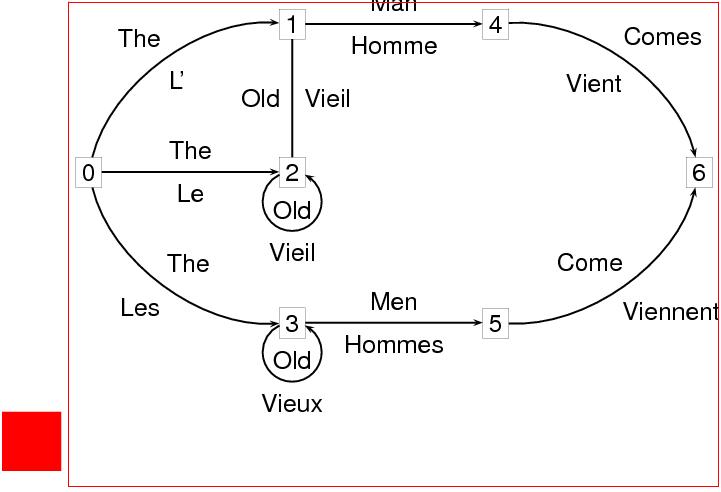 Man
1
4
The
Homme
Comes
L'
Vient
Old
Vieil
The
0
2
6
Le
Old
Vieil
The
Come
Les
Men
Viennent
3
5
Hommes
Old
Vieux